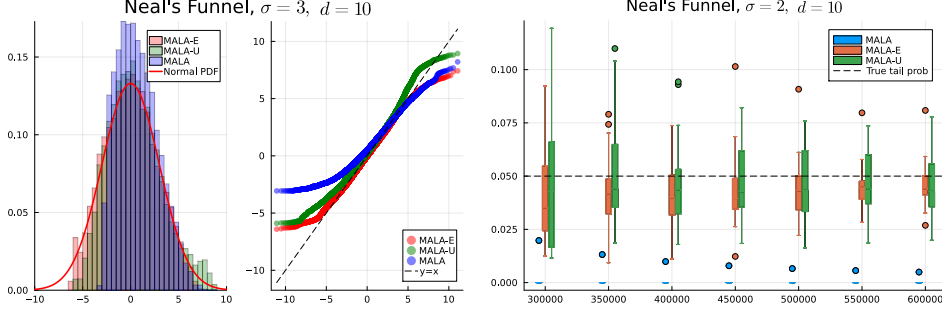 Neal's Funnel, σ = 3, d = 10
0.15
0.10
0.05
0.00
−10 −5 0 5 10
MALA-E
MALA-U
MALA
Normal PDF
10
5
0
−5
−10
−10 −5 0 5 10
MALA-E
MALA-U
MALA
y=x
Neal's Funnel, σ = 2, d = 10
0.100
0.075
0.050
0.025
0.000
300000 350000 400000 450000 500000 550000 600000
MALA
MALA-E
MALA-U
True tail prob